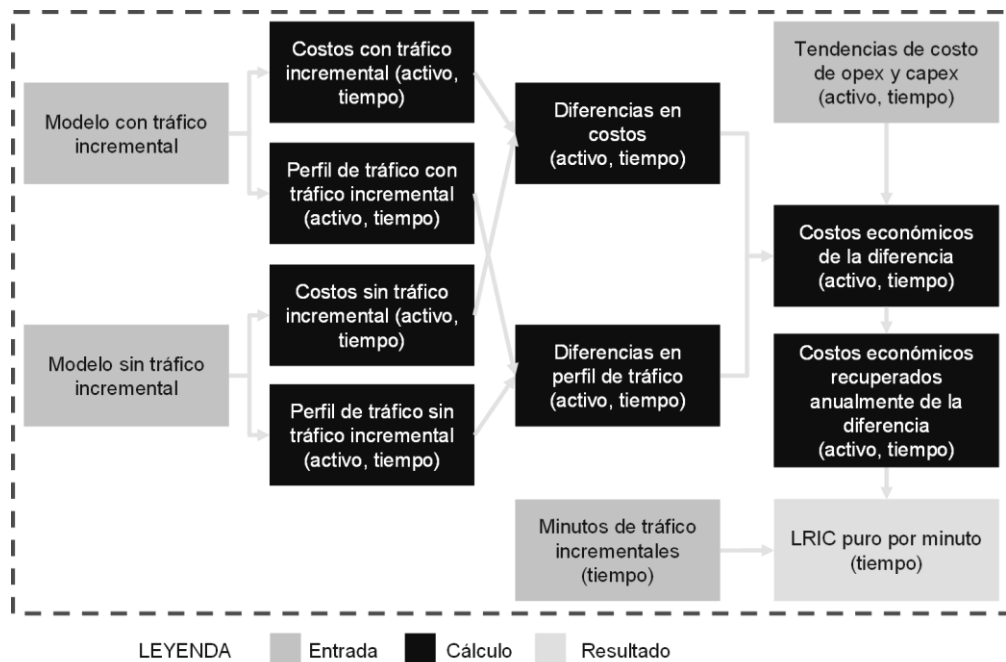 Modelo con tráfico
incremental
Modelo sin tráfico
incremental
Costos con tráfico
incremental (activo,
tiempo)
Perfil de tráfico con
tráfico incremental
(activo, tiempo)
Costos sin tráfico
incremental (activo,
tiempo)
Perfil de tráfico sin
tráfico incremental
(activo, tiempo)
Diferencias en
costos
(activo, tiempo)
Diferencias en
perfil de tráfico
(activo, tiempo)
Minutos de tráfico
incrementales
(tiempo)
Tendencias de costo
de opex y capex
(activo, tiempo)
Costos económicos
de la diferencia
(activo, tiempo)
Costos económicos
recuperados
anualmente de la
diferencia
(activo, tiempo)
LRIC puro por minuto
(tiempo)
LEYENDA
Entrada
Cálculo
Resultado